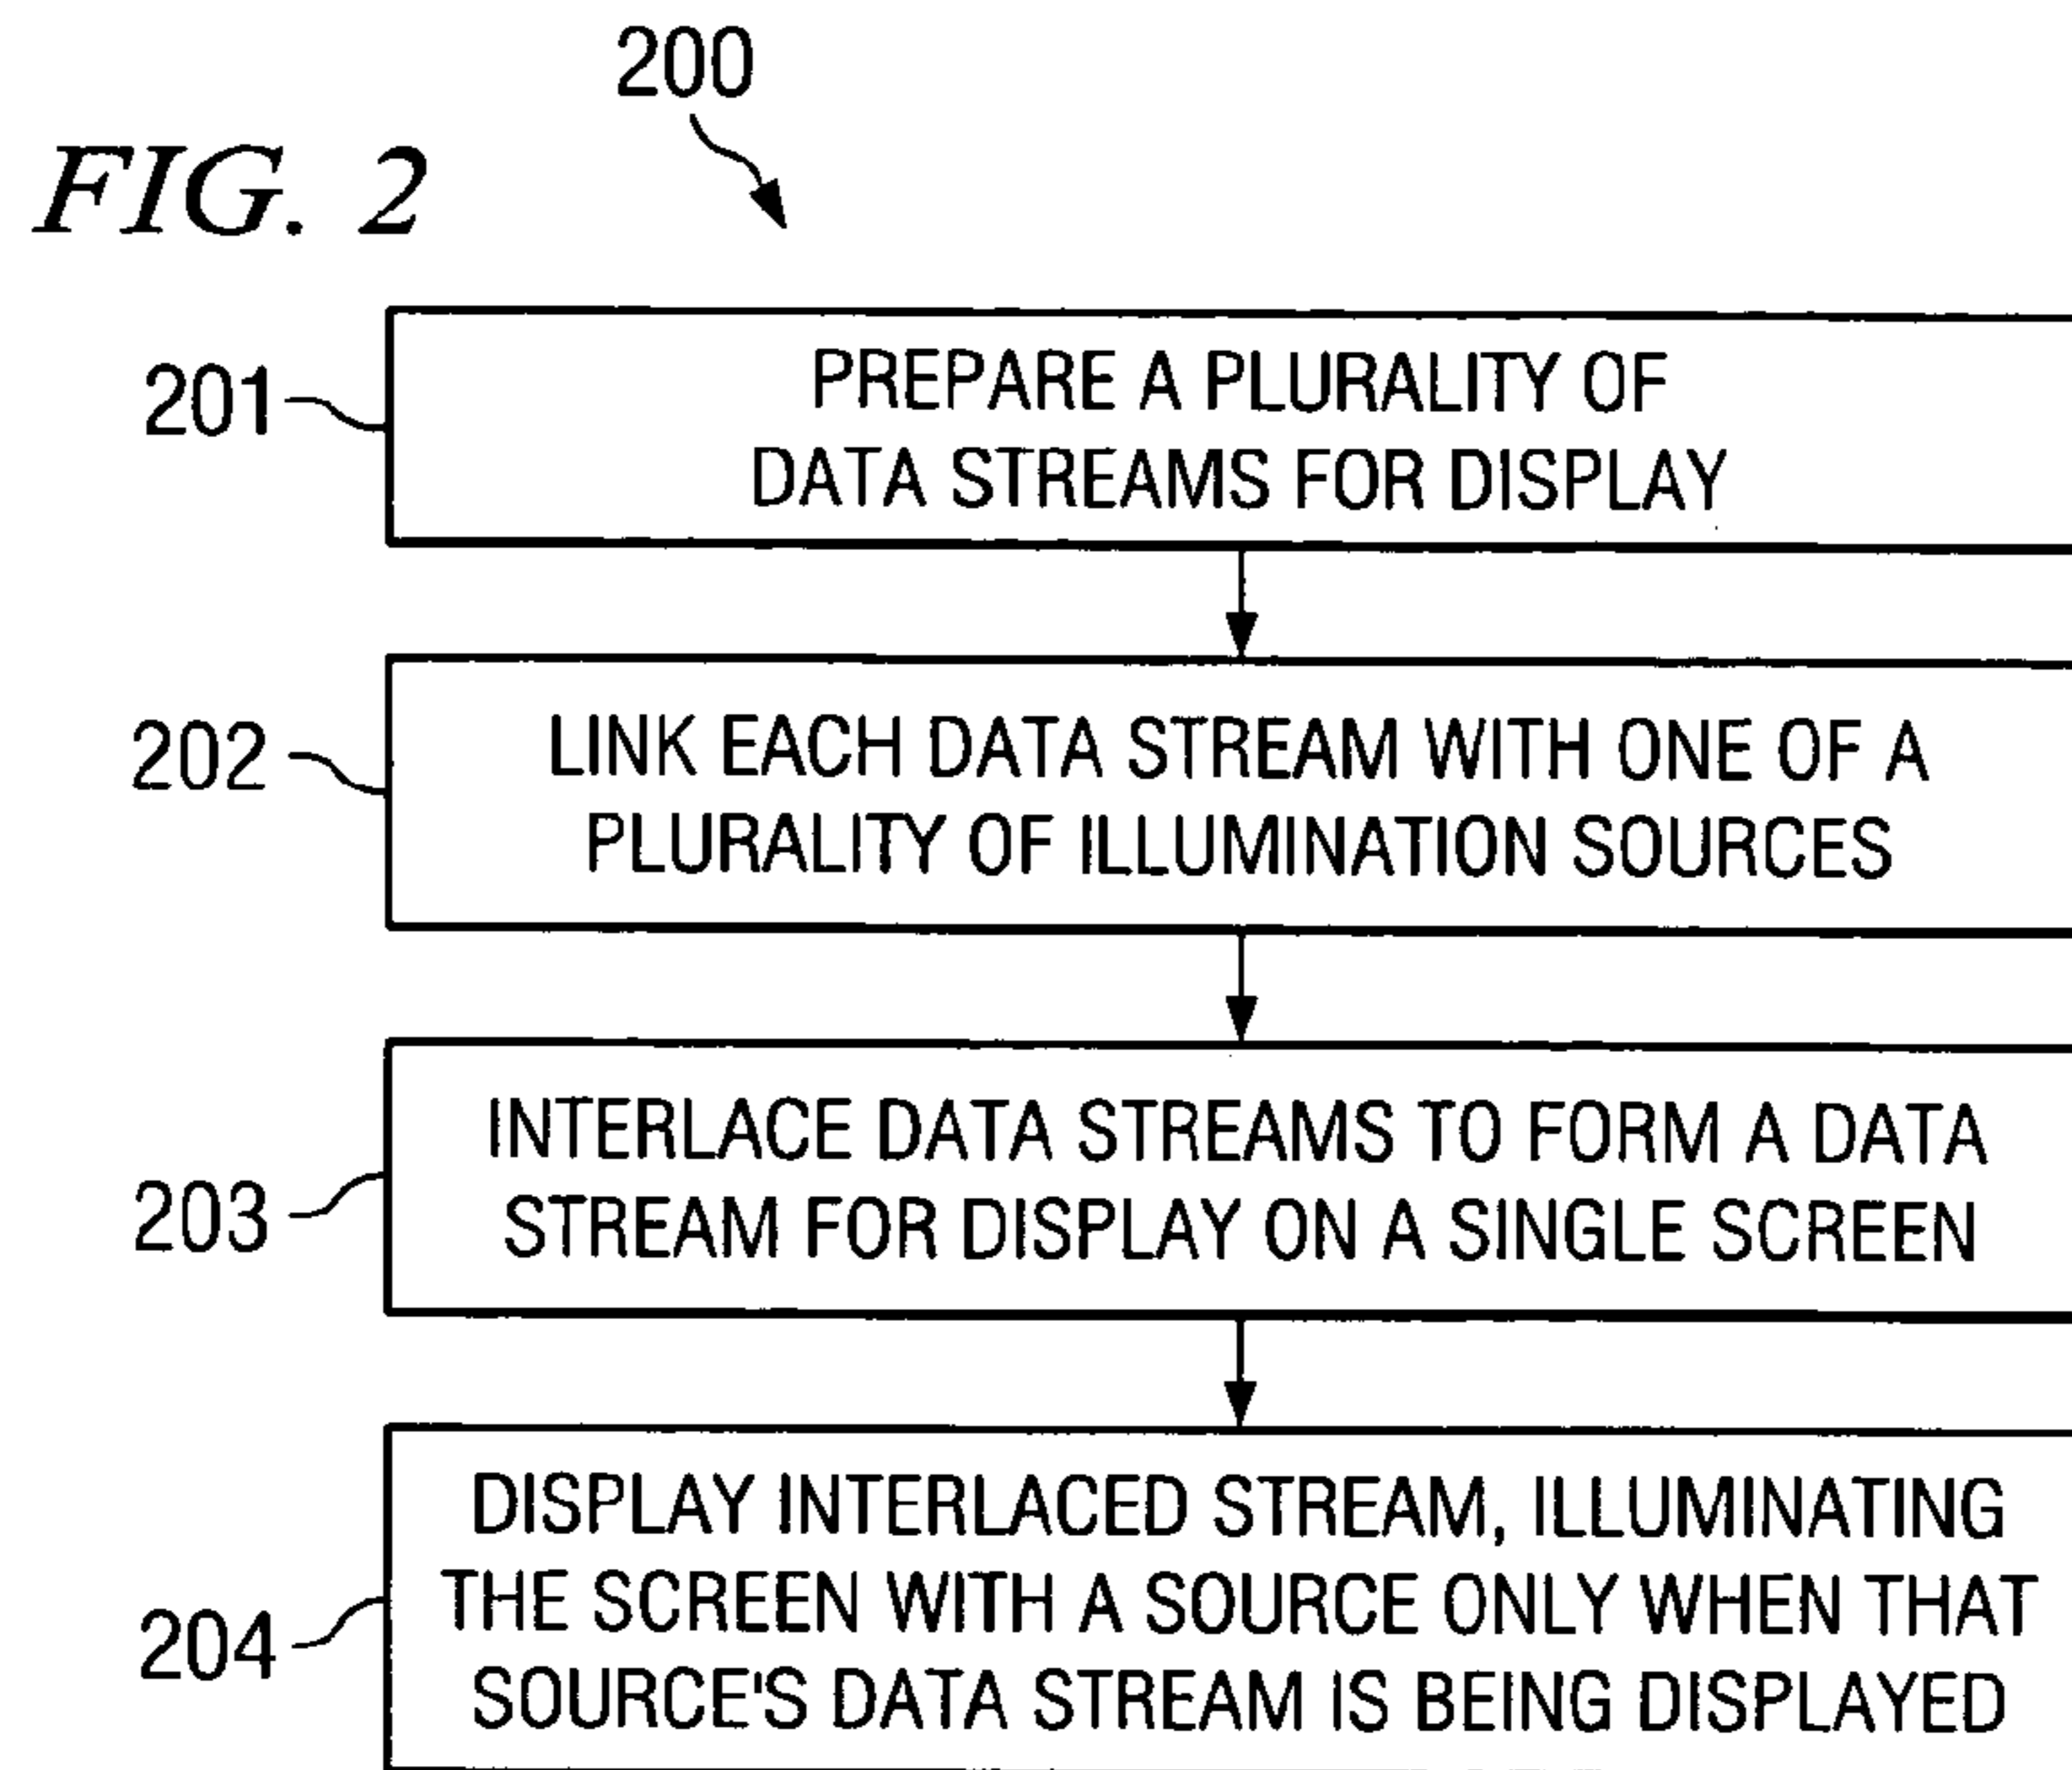 200
FIG. 2
201
PREPARE A PLURALITY OF
DATA STREAMS FOR DISPLAY
202
LINK EACH DATA STREAM WITH ONE OF A
PLURALITY OF ILLUMINATION SOURCES
203
INTERLACE DATA STREAMS TO FORM A DATA
STREAM FOR DISPLAY ON A SINGLE SCREEN
204
DISPLAY INTERLACED STREAM, ILLUMINATING
THE SCREEN WITH A SOURCE ONLY WHEN THAT
SOURCE'S DATA STREAM IS BEING DISPLAYED